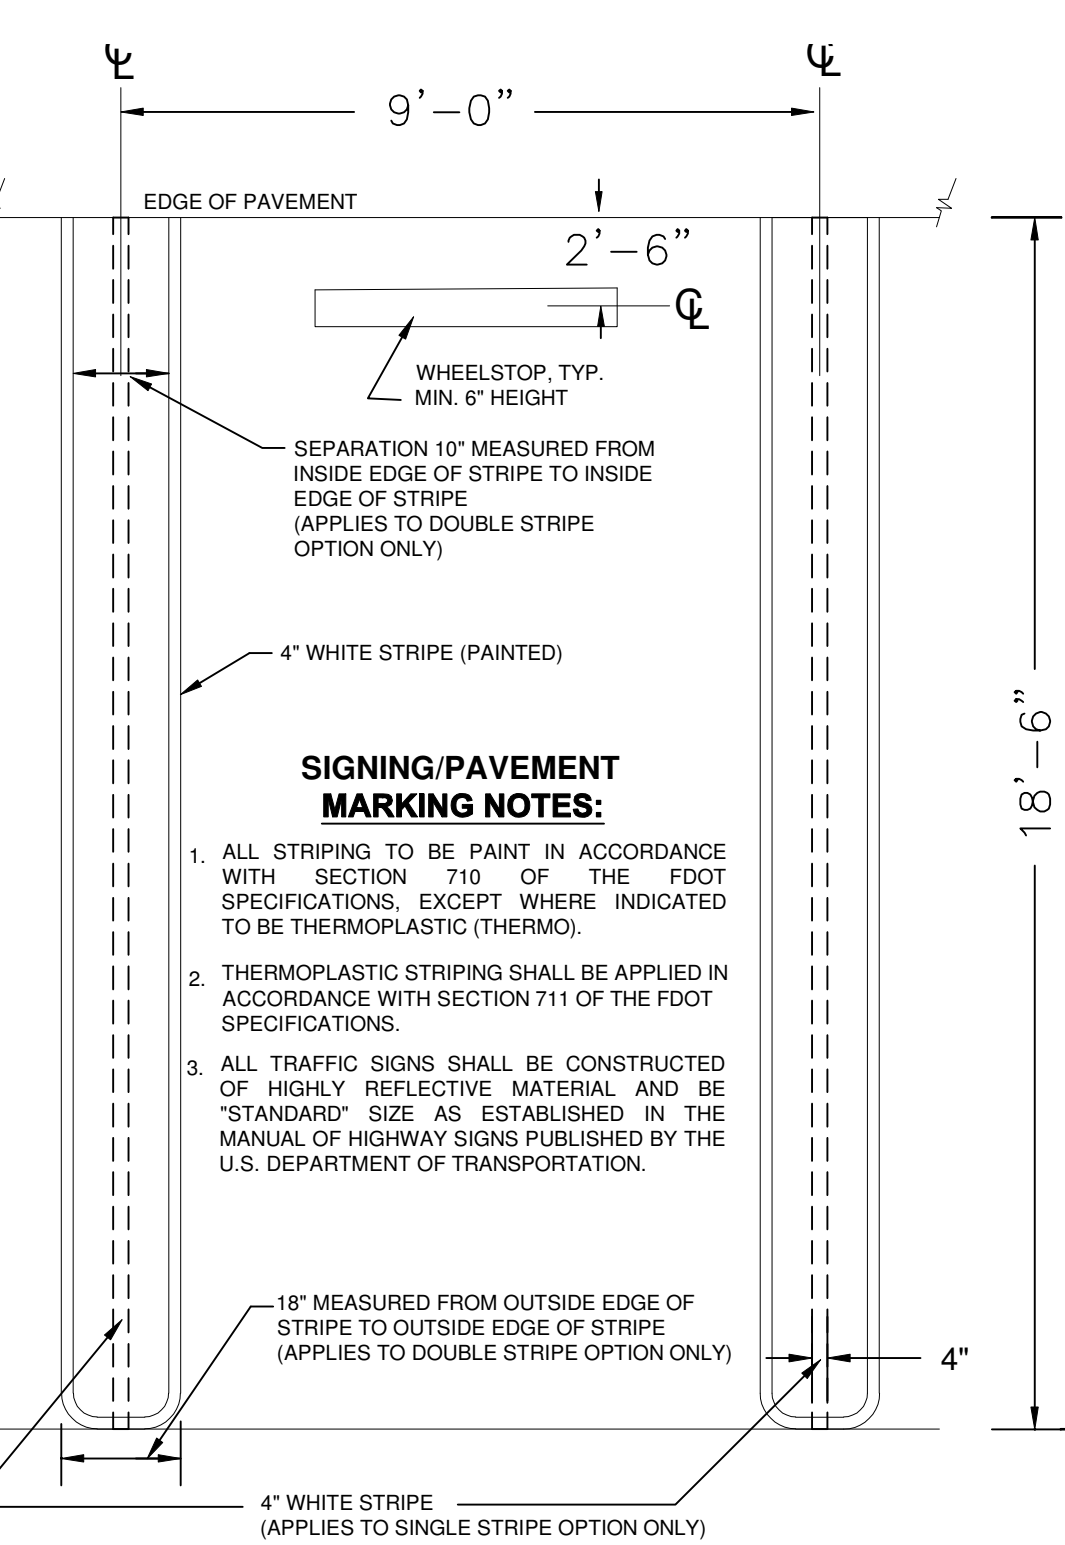 ℄ ℄
9'-0"
EDGE OF PAVEMENT
2'-6"
℄
WHEELSTOP, TYP.
MIN. 6" HEIGHT
SEPARATION 10" MEASURED FROM
INSIDE EDGE OF STRIPE TO INSIDE
EDGE OF STRIPE
(APPLIES TO DOUBLE STRIPE
OPTION ONLY)
4" WHITE STRIPE (PAINTED)
18'-6"
SIGNING/PAVEMENT
MARKING NOTES:
1. ALL STRIPING TO BE PAINT IN ACCORDANCE
WITH SECTION 710 OF THE FDOT
SPECIFICATIONS, EXCEPT WHERE INDICATED
TO BE THERMOPLASTIC (THERMO).
2. THERMOPLASTIC STRIPING SHALL BE APPLIED IN
ACCORDANCE WITH SECTION 711 OF THE FDOT
SPECIFICATIONS.
3. ALL TRAFFIC SIGNS SHALL BE CONSTRUCTED
OF HIGHLY REFLECTIVE MATERIAL AND BE
"STANDARD" SIZE AS ESTABLISHED IN THE
MANUAL OF HIGHWAY SIGNS PUBLISHED BY THE
U.S. DEPARTMENT OF TRANSPORTATION.
18" MEASURED FROM OUTSIDE EDGE OF
STRIPE TO OUTSIDE EDGE OF STRIPE
(APPLIES TO DOUBLE STRIPE OPTION ONLY)
4"
4" WHITE STRIPE
(APPLIES TO SINGLE STRIPE OPTION ONLY)